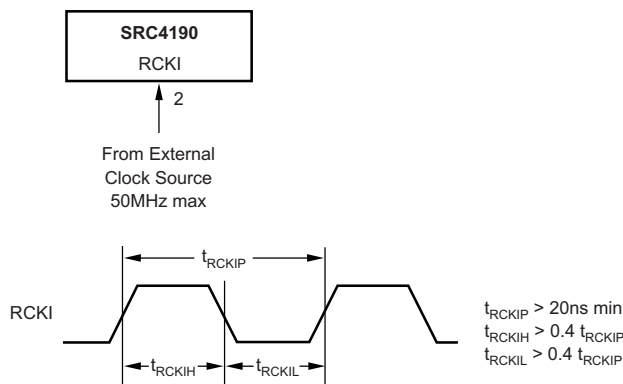 SRC4190
RCKI
2
From External
Clock Source
50MHz max
tRCKIP
RCKI
tRCKIH
tRCKIL
tRCKIP > 20ns min
tRCKIH > 0.4 tRCKIP
tRCKIL > 0.4 tRCKIP